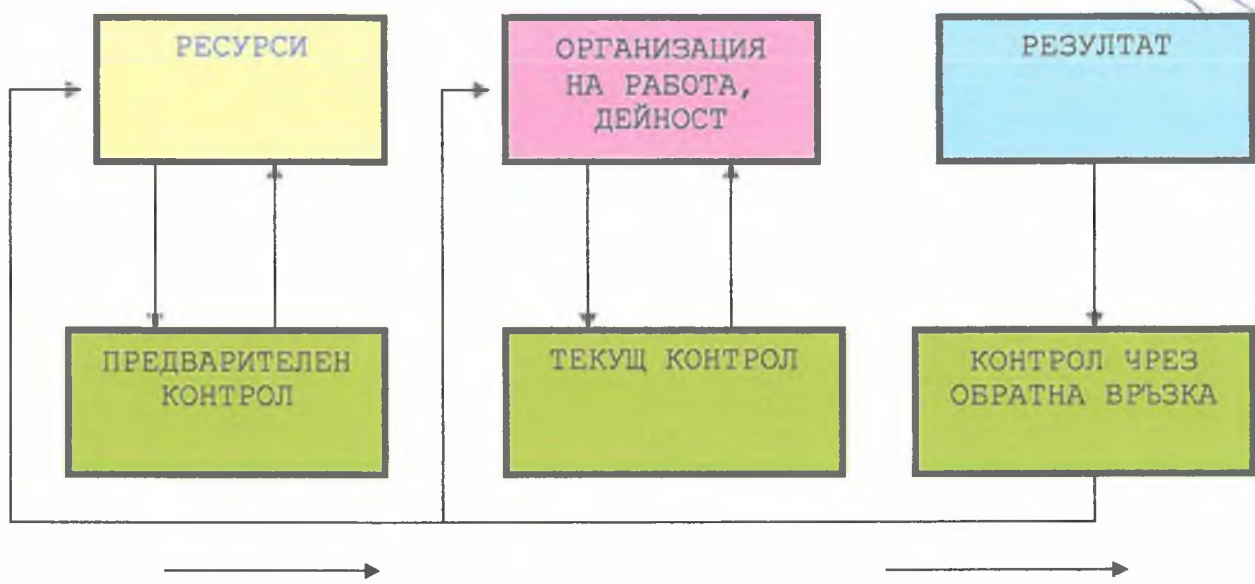 РЕСУРСИ
ОРГАНИЗАЦИЯ
НА РАБОТА,
ДЕЙНОСТ
РЕЗУЛТАТ
ПРЕДВАРИТЕЛЕН
КОНТРОЛ
ТЕКУЩ КОНТРОЛ
КОНТРОЛ ЧРЕЗ
ОБРАТНА ВРЪЗКА